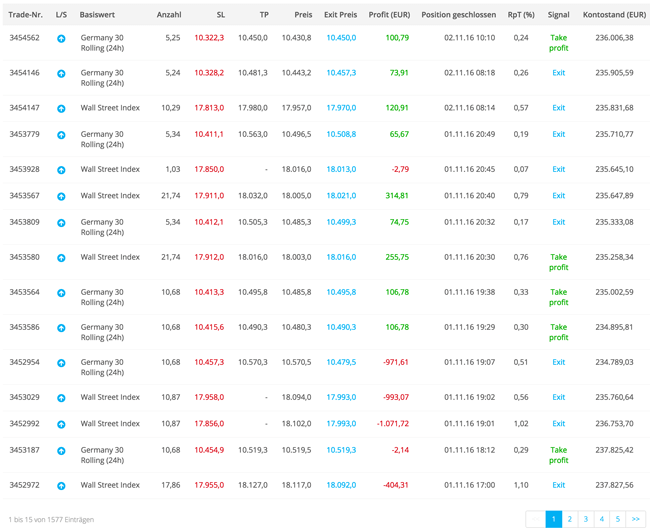 Trade-Nr. L/S Basiswert Anzahl SL TP Preis Exit Preis Profit (EUR) Position geschlossen RpT (%) Signal Kontostand (EUR)
3454562 Germany 30 Rolling (24h) 5,25 10.322,3 10.450,0 10.430,8 10.450,0 100,79 02.11.16 10:10 0,24 Take profit 236.006,38
3454146 Germany 30 Rolling (24h) 5,24 10.328,2 10.481,3 10.443,2 10.457,3 73,91 02.11.16 08:18 0,26 Exit 235.905,59
3454147 Wall Street Index 10,29 17.813,0 17.980,0 17.957,0 17.970,0 120,91 02.11.16 08:14 0,57 Exit 235.831,68
3453779 Germany 30 Rolling (24h) 5,34 10.411,1 10.563,0 10.496,5 10.508,8 65,67 01.11.16 20:49 0,19 Exit 235.710,77
3453928 Wall Street Index 1,03 17.850,0 - 18.016,0 18.013,0 -2,79 01.11.16 20:45 0,07 Exit 235.645,10
3453567 Wall Street Index 21,74 17.911,0 18.032,0 18.005,0 18.021,0 314,81 01.11.16 20:40 0,79 Exit 235.647,89
3453809 Germany 30 Rolling (24h) 5,34 10.412,1 10.505,3 10.485,3 10.499,3 74,75 01.11.16 20:32 0,17 Exit 235.333,08
3453580 Wall Street Index 21,74 17.912,0 18.016,0 18.003,0 18.016,0 255,75 01.11.16 20:30 0,76 Take profit 235.258,34
3453564 Germany 30 Rolling (24h) 10,68 10.413,3 10.495,8 10.485,8 10.495,8 106,78 01.11.16 19:38 0,33 Take profit 235.002,59
3453586 Germany 30 Rolling (24h) 10,68 10.415,6 10.490,3 10.480,3 10.490,3 106,78 01.11.16 19:29 0,30 Take profit 234.895,81
3452954 Germany 30 Rolling (24h) 10,68 10.457,3 10.570,3 10.570,5 10.479,5 -971,61 01.11.16 19:07 0,51 Exit 234.789,03
3453029 Wall Street Index 10,87 17.958,0 - 18.094,0 17.993,0 -993,07 01.11.16 19:02 0,56 Exit 235.760,64
3452992 Wall Street Index 10,87 17.856,0 - 18.102,0 17.993,0 -1.071,72 01.11.16 19:01 1,02 Exit 236.753,70
3453187 Germany 30 Rolling (24h) 10,68 10.454,9 10.519,3 10.519,5 10.519,3 -2,14 01.11.16 18:12 0,29 Take profit 237.825,42
3452972 Wall Street Index 17,86 17.955,0 18.127,0 18.117,0 18.092,0 -404,31 01.11.16 17:00 1,10 Exit 237.827,56
1 bis 15 von 1577 Einträgen 1 2 3 4 5 >>